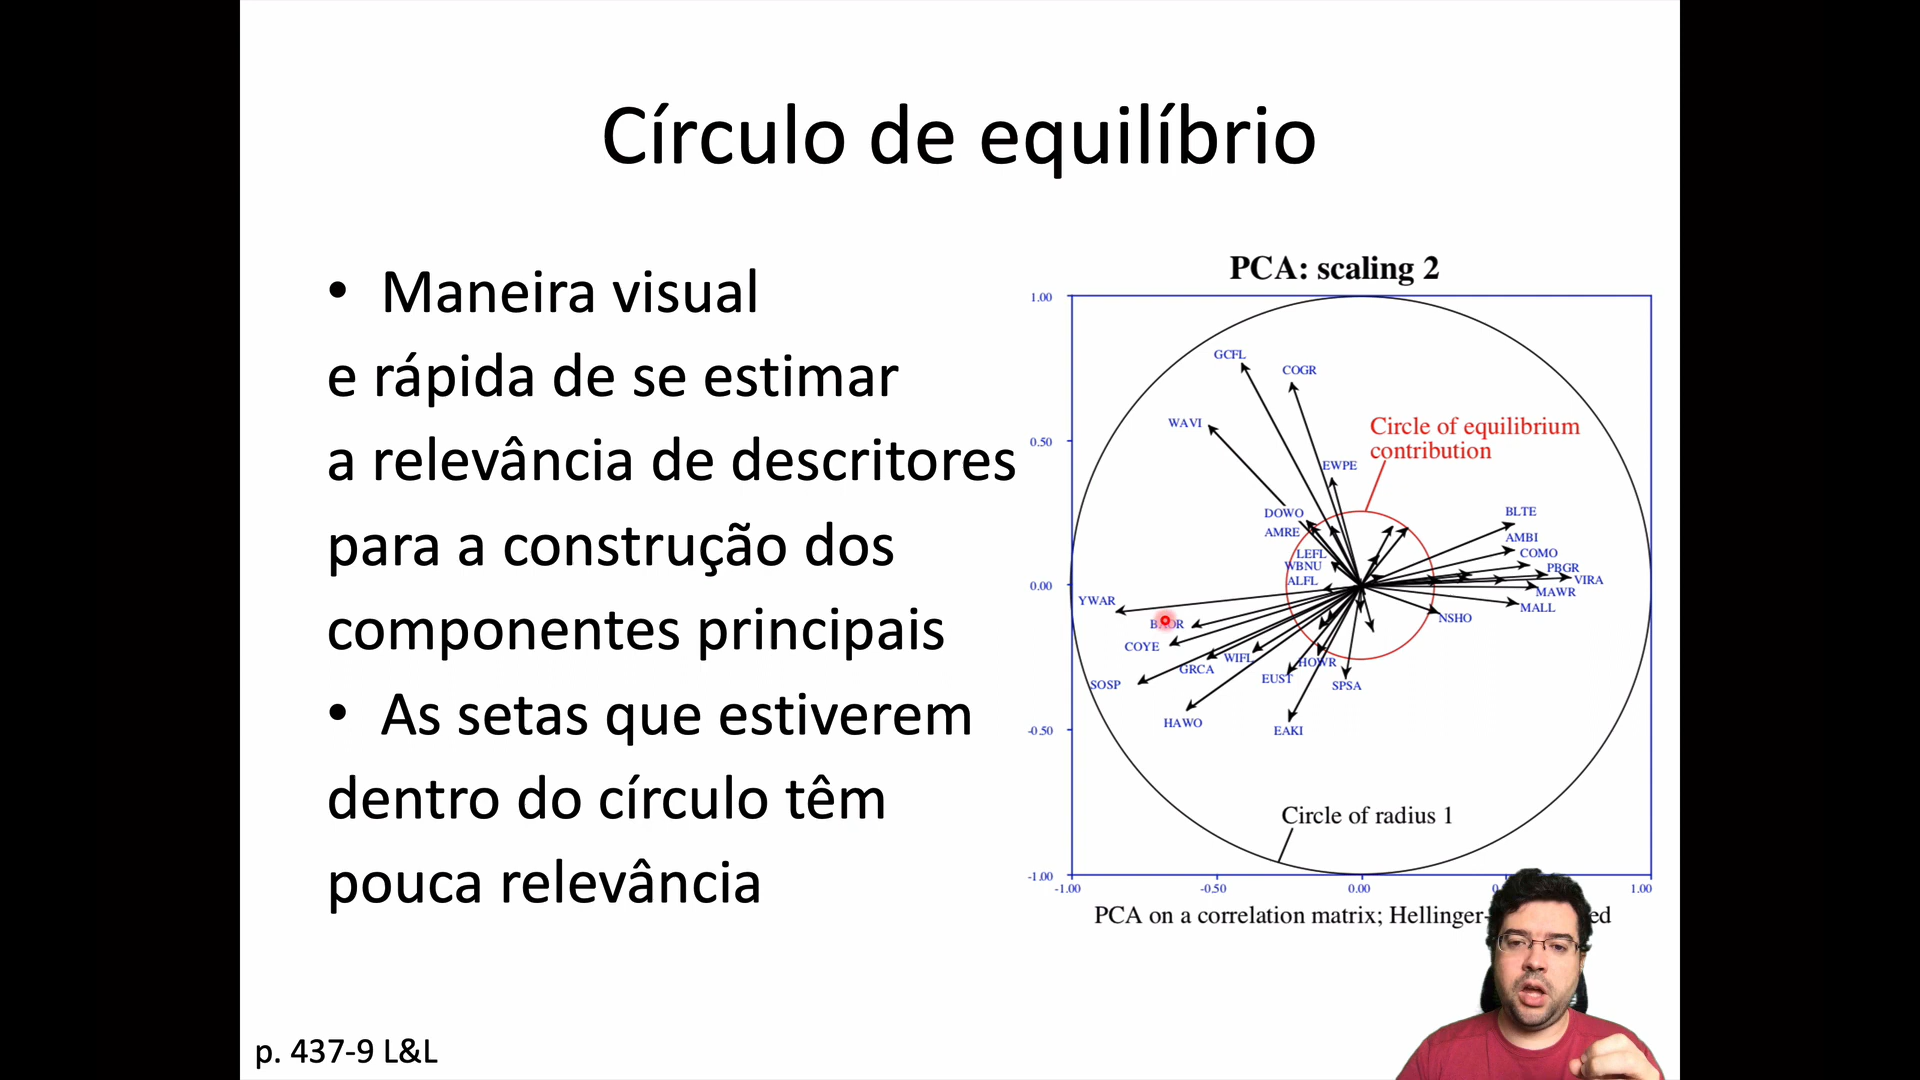 Círculo de equilíbrio
• Maneira visual
e rápida de se estimar
a relevância de descritores
para a construção dos
componentes principais
• As setas que estiverem
dentro do círculo têm
pouca relevância
p. 437-9 L&L
PCA: scaling 2
1.00
0.50
0.00
-0.50
-1.00
GCFL
COGR
WAVI
Circle of equilibrium
contribution
EWPE
DOWO
AMRE
BLTE
AMBI
LEFL
COMO
WBNU
PBGR
ALFL
VIRA
MAWR
YWAR
MALL
NSHO
COYE
WIFL
HOWR
GRCA
EUST
SOSP
SPSA
HAWO
EAKI
Circle of radius 1
-1.00 -0.50 0.00 1.00
PCA on a correlation matrix; Hellinger-